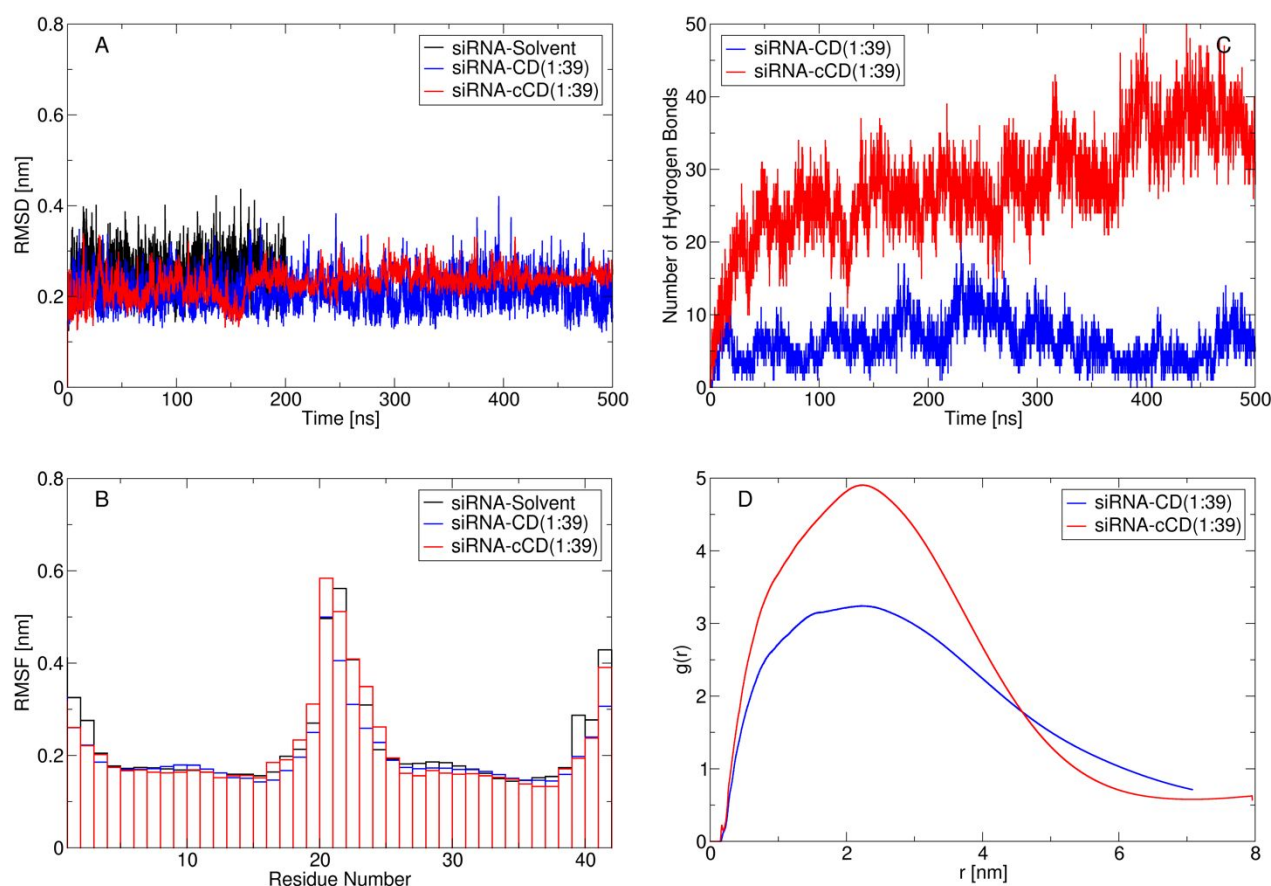 A
siRNA-Solvent
siRNA-CD(1:39)
siRNA-cCD(1:39)
RMSD [nm]
0.8
0.6
0.4
0.2
0
0 100 200 300 400 500
Time [ns]
C
siRNA-CD(1:39)
siRNA-cCD(1:39)
Number of Hydrogen Bonds
50
40
30
20
10
0
0 100 200 300 400 500
Time [ns]
B
siRNA-Solvent
siRNA-CD(1:39)
siRNA-cCD(1:39)
RMSF [nm]
0.8
0.6
0.4
0.2
0
10 20 30 40
Residue Number
D
siRNA-CD(1:39)
siRNA-cCD(1:39)
g(r)
5
4
3
2
1
0
0 2 4 6 8
r [nm]